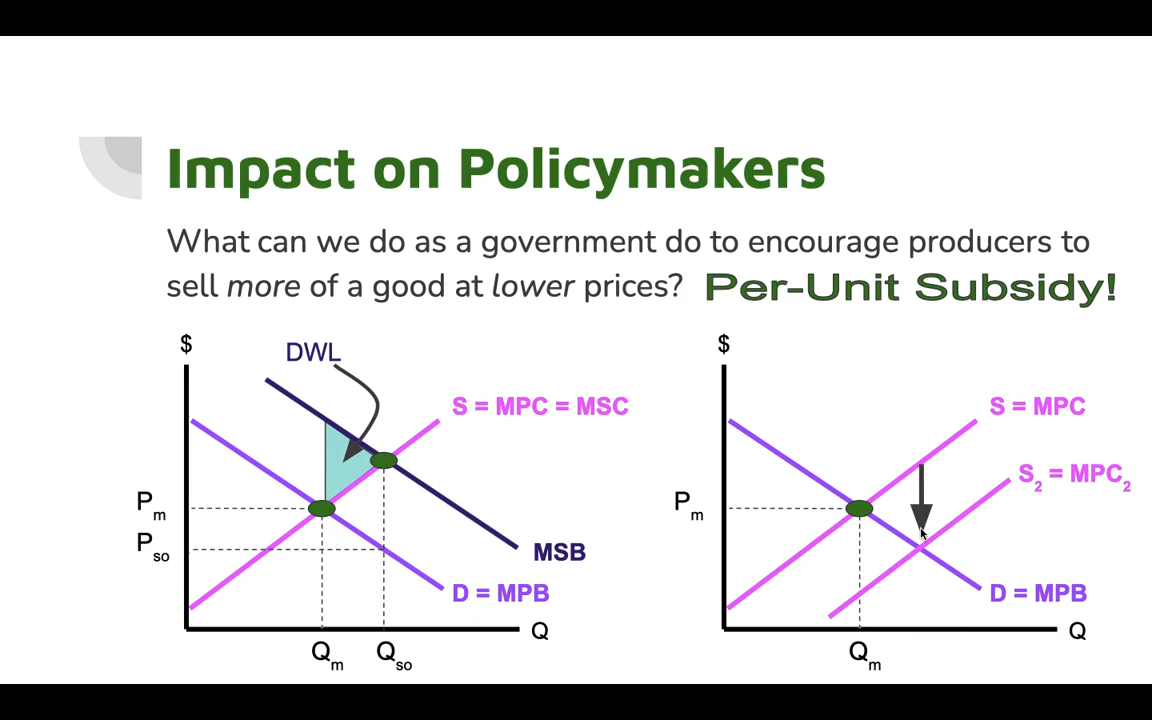 Impact on Policymakers
What can we do as a government do to encourage producers to
sell more of a good at lower prices? Per-Unit Subsidy!
$
DWL
S = MPC = MSC
Pm
Pso
MSB
D = MPB
Q
Qm
Qso
$
S = MPC
S2 = MPC2
Pm
D = MPB
Q
Qm